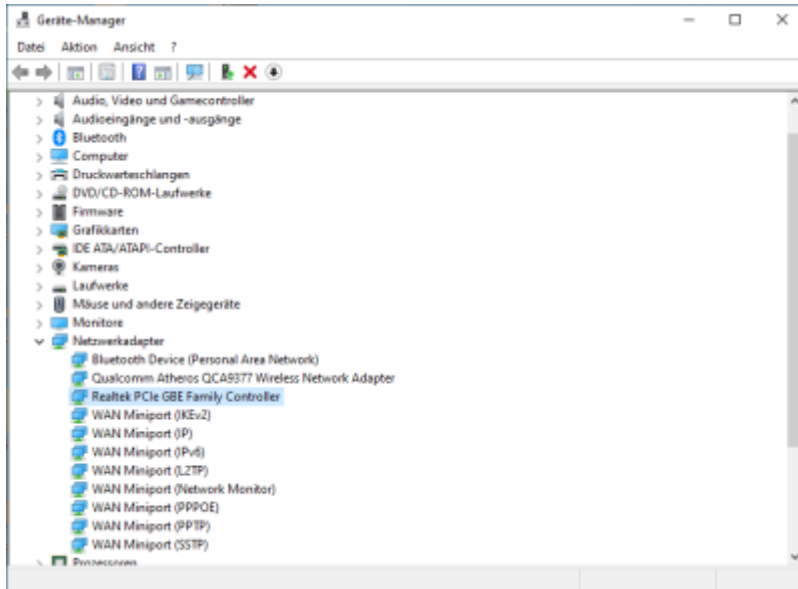 Geräte-Manager
Datei Aktion Ansicht ?
Audio, Video und Gamecontroller
Audioeingänge und -ausgänge
Bluetooth
Computer
Druckwarteschlangen
DVD/CD-ROM-Laufwerke
Firmware
Grafikkarten
IDE ATA/ATAPI-Controller
Kameras
Laufwerke
Mäuse und andere Zeigegeräte
Monitore
Netzwerkadapter
Bluetooth Device (Personal Area Network)
Qualcomm Atheros QCA9377 Wireless Network Adapter
Realtek PCIe GBE Family Controller
WAN Miniport (IKEv2)
WAN Miniport (IP)
WAN Miniport (IPv6)
WAN Miniport (L2TP)
WAN Miniport (Network Monitor)
WAN Miniport (PPPOE)
WAN Miniport (PPTP)
WAN Miniport (SSTP)
Prozessoren